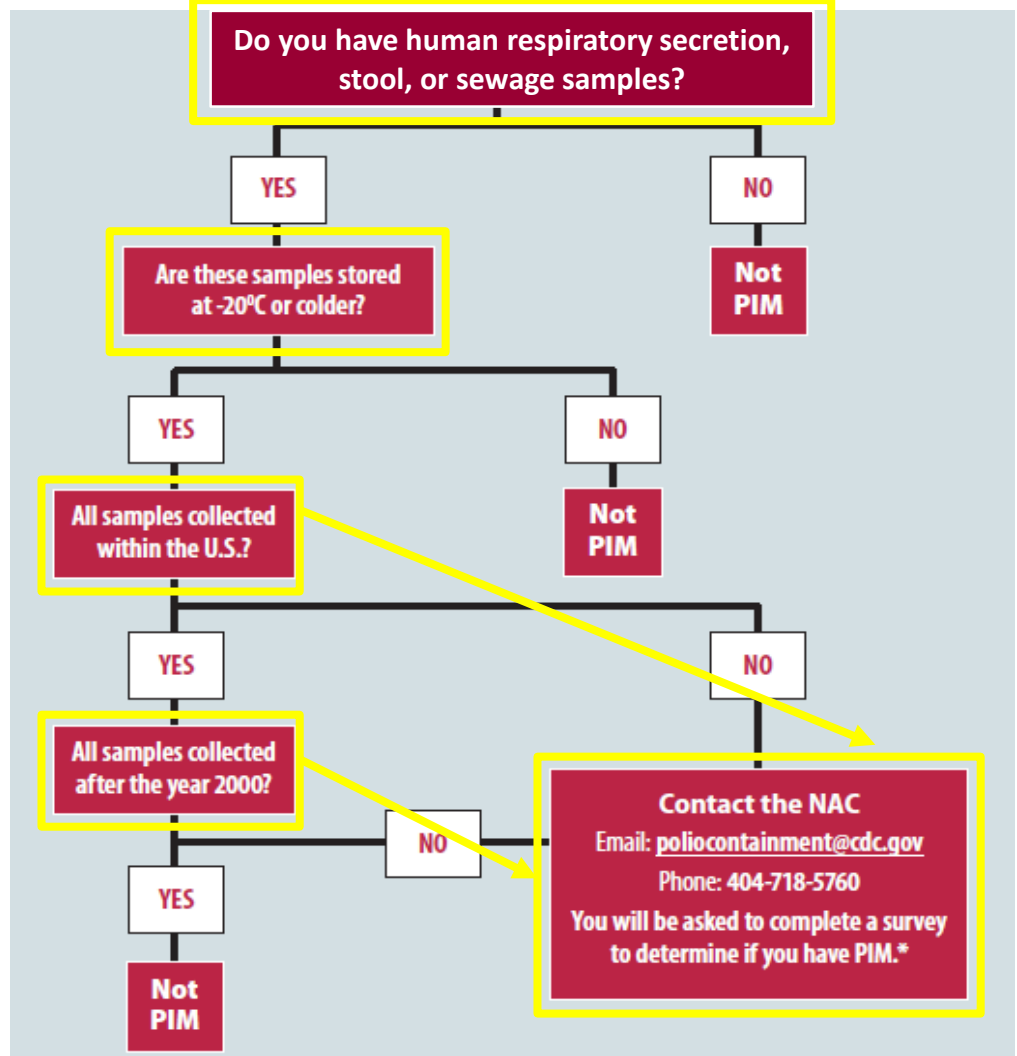 Do you have human respiratory secretion,
stool, or sewage samples?
YES
NO
Are these samples stored
at -20⁰C or colder?
Not
PIM
YES
NO
All samples collected
within the U.S.?
Not
PIM
YES
NO
All samples collected
after the year 2000?
Contact the NAC
Email: poliocontainment@cdc.gov
Phone: 404-718-5760
You will be asked to complete a survey
to determine if you have PIM.*
NO
YES
Not
PIM